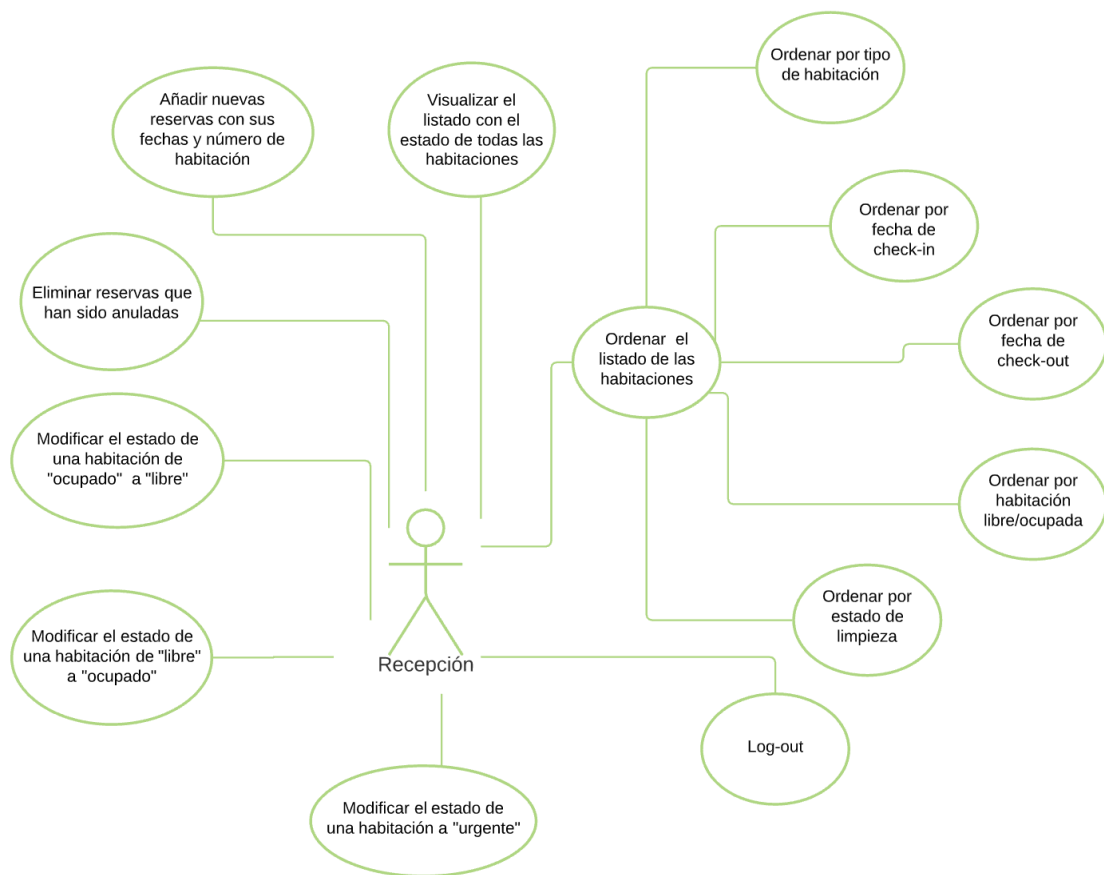 Ordenar por tipo
de habitación
Añadir nuevas
reservas con sus
fechas y número de
habitación
Visualizar el
listado con el
estado de todas las
habitaciones
Ordenar por
fecha de
check-in
Eliminar reservas que
han sido anuladas
Ordenar el
listado de las
habitaciones
Ordenar por
fecha de
check-out
Modificar el estado de
una habitación de
"ocupado" a "libre"
Ordenar por
habitación
libre/ocupada
Modificar el estado de
una habitación de "libre"
a "ocupado"
Ordenar por
estado de
limpieza
Recepción
Log-out
Modificar el estado de
una habitación a "urgente"